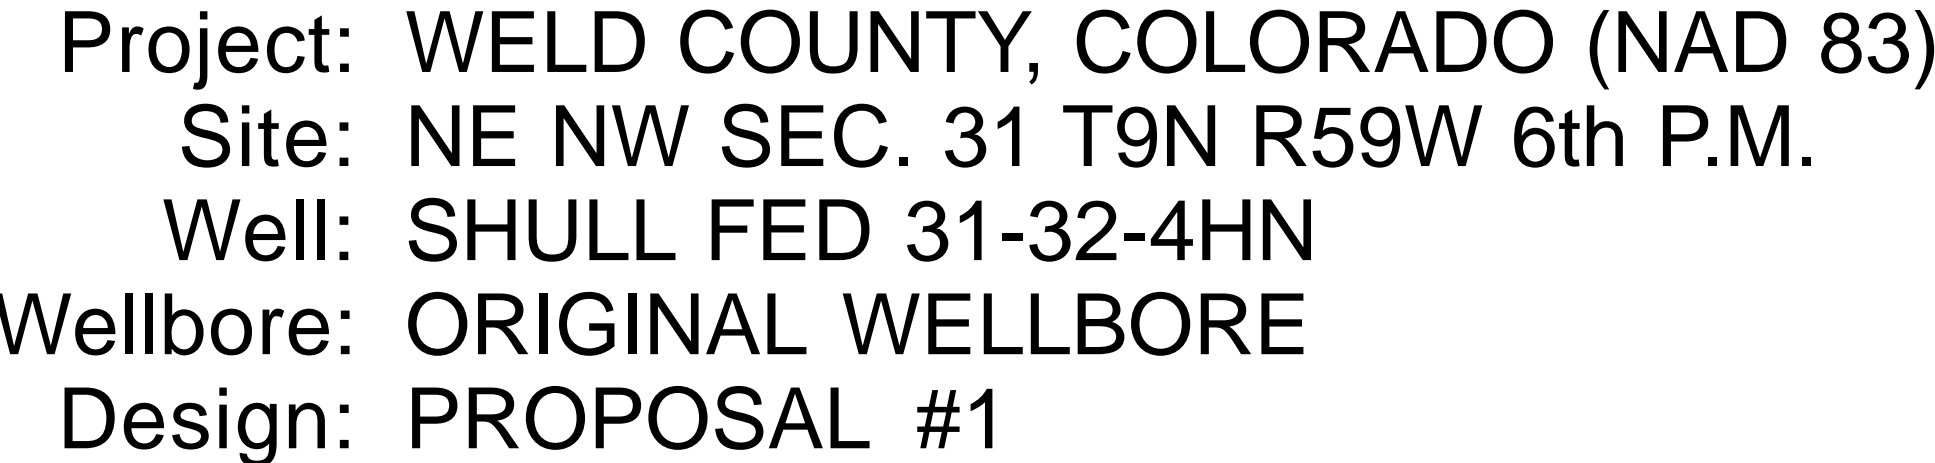 Project: WELD COUNTY, COLORADO (NAD 83)
Site: NE NW SEC. 31 T9N R59W 6th P.M.
Well: SHULL FED 31-32-4HN
Wellbore: ORIGINAL WELLBORE
Design: PROPOSAL #1